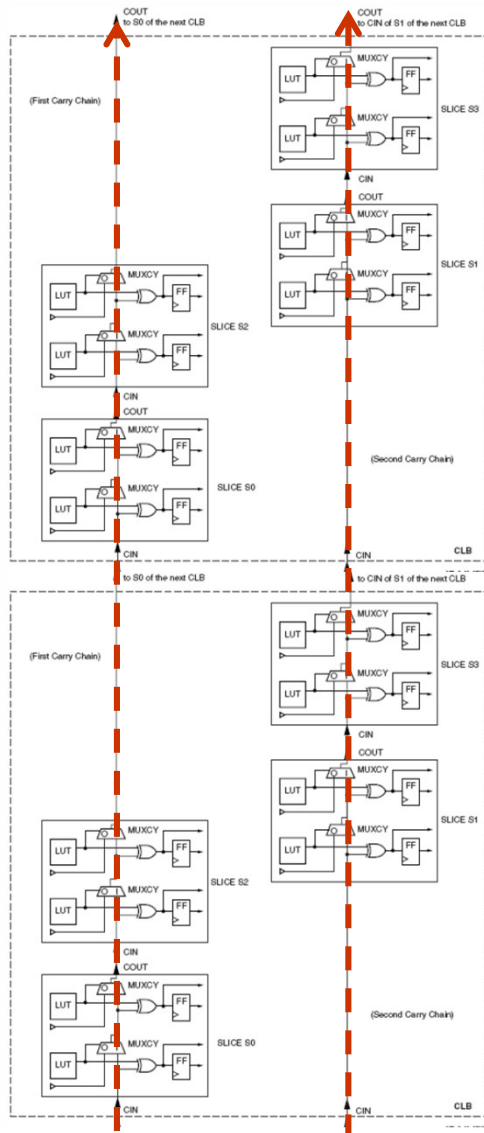 COUT
to S0 of the next CLB
COUT
to CIN of S1 of the next CLB
(First Carry Chain)
LUT
MUXCY
FF
LUT
MUXCY
FF
SLICE S3
CIN
COUT
LUT
MUXCY
FF
LUT
MUXCY
FF
SLICE S1
LUT
MUXCY
FF
LUT
MUXCY
FF
SLICE S2
CIN
COUT
LUT
MUXCY
FF
LUT
MUXCY
FF
SLICE S0
(Second Carry Chain)
CIN
CIN
CLB
to S0 of the next CLB
to CIN of S1 of the next CLB
(First Carry Chain)
LUT
MUXCY
FF
LUT
MUXCY
FF
SLICE S3
CIN
COUT
LUT
MUXCY
FF
LUT
MUXCY
FF
SLICE S1
LUT
MUXCY
FF
LUT
MUXCY
FF
SLICE S2
CIN
COUT
LUT
MUXCY
FF
LUT
MUXCY
FF
SLICE S0
(Second Carry Chain)
CIN
CIN
CLB